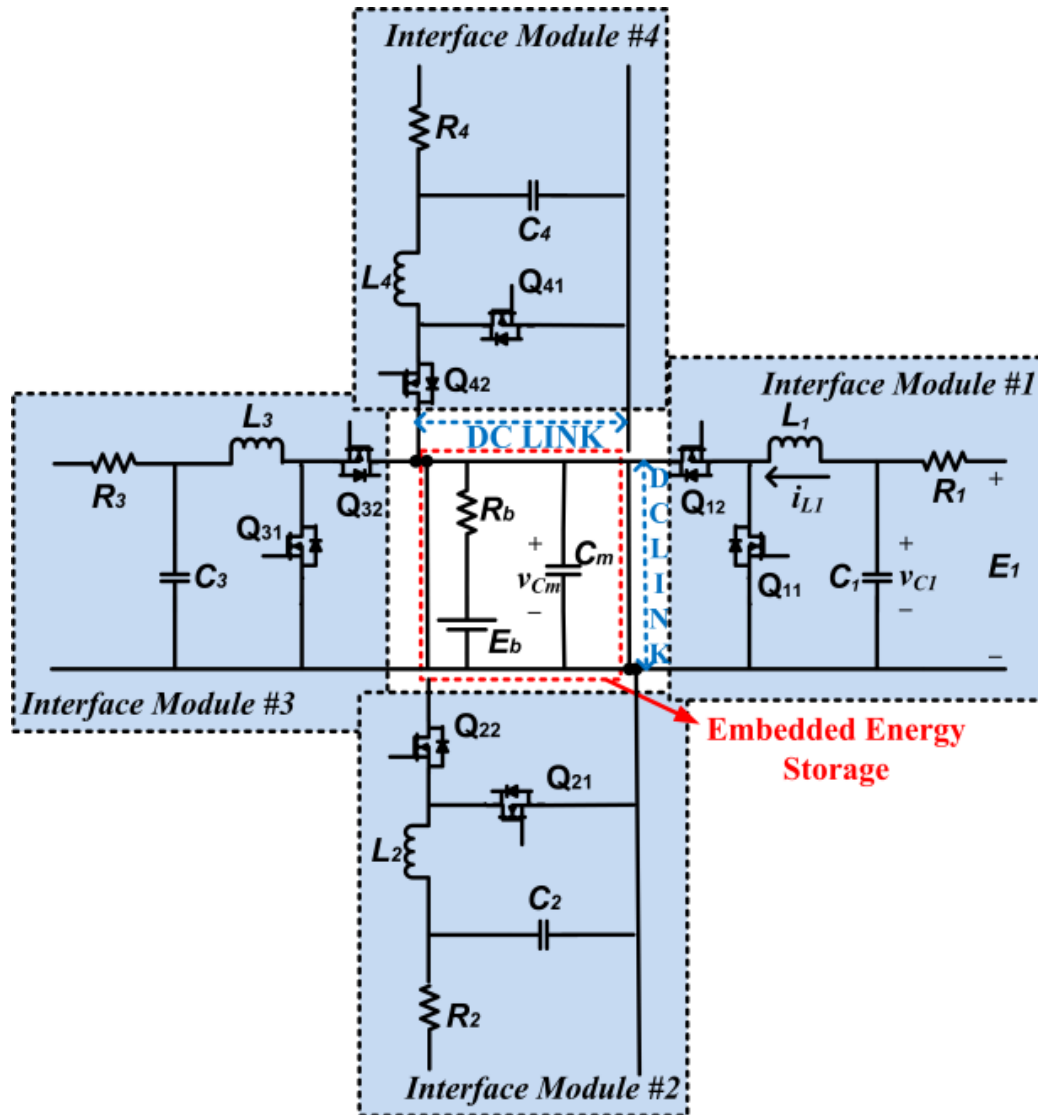 Interface Module #4
R4
C4
L4
Q41
Q42
Interface Module #1
DC LINK
L3
R3
Q32
Q31
C3
Interface Module #3
Rb
+
vCm
−
Cm
Eb
D
C
L
I
N
K
L1
Q12
iL1
R1
+
Q11
C1
+
vC1
−
E1
−
Embedded Energy
Storage
Q22
Q21
L2
C2
R2
Interface Module #2